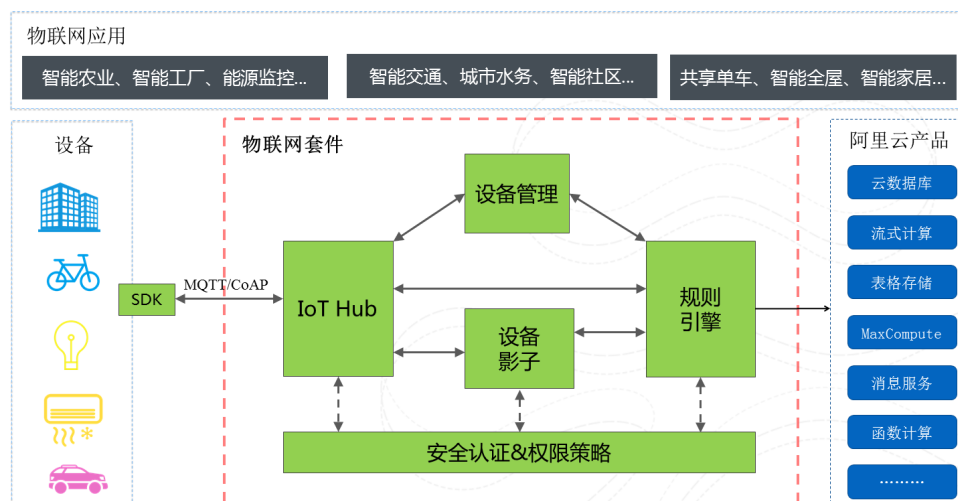 物联网应用
智能农业、智能工厂、能源监控...
智能交通、城市水务、智能社区...
共享单车、智能全屋、智能家居...
设备
SDK
MQTT/CoAP
物联网套件
设备管理
IoT Hub
规则
引擎
设备
影子
安全认证&权限策略
阿里云产品
云数据库
流式计算
表格存储
MaxCompute
消息服务
函数计算
………